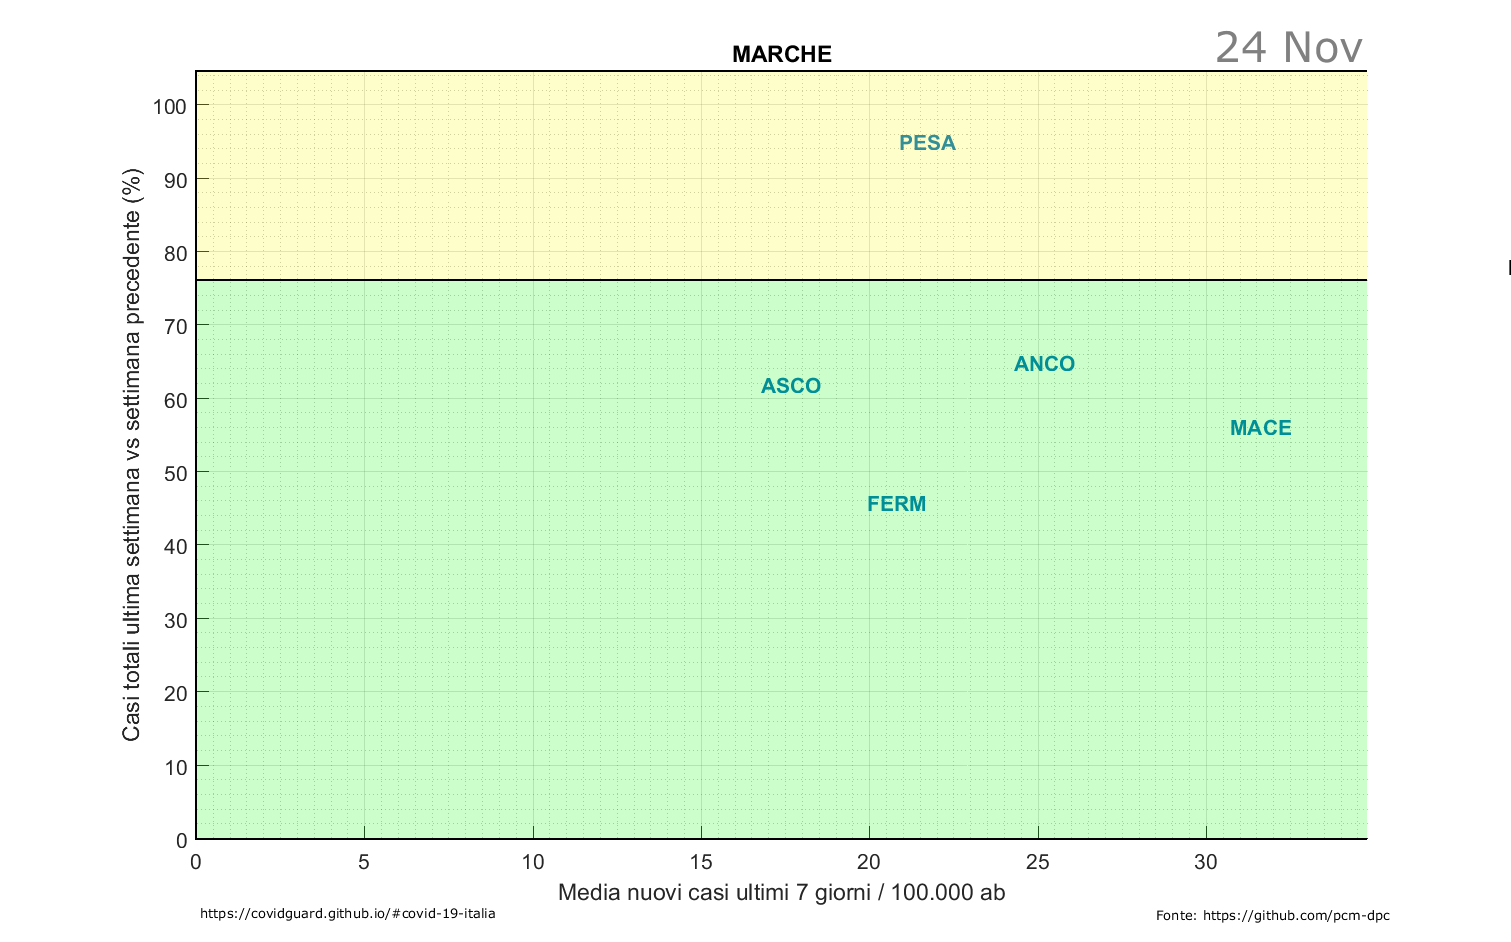 MARCHE
24 Nov
100
90
80
70
60
50
40
30
20
10
0
Casi totali ultima settimana vs settimana precedente (%)
PESA
ANCO
ASCO
MACE
FERM
0 5 10 15 20 25 30
Media nuovi casi ultimi 7 giorni / 100.000 ab
https://covidguard.github.io/#covid-19-italia
Fonte: https://github.com/pcm-dpc